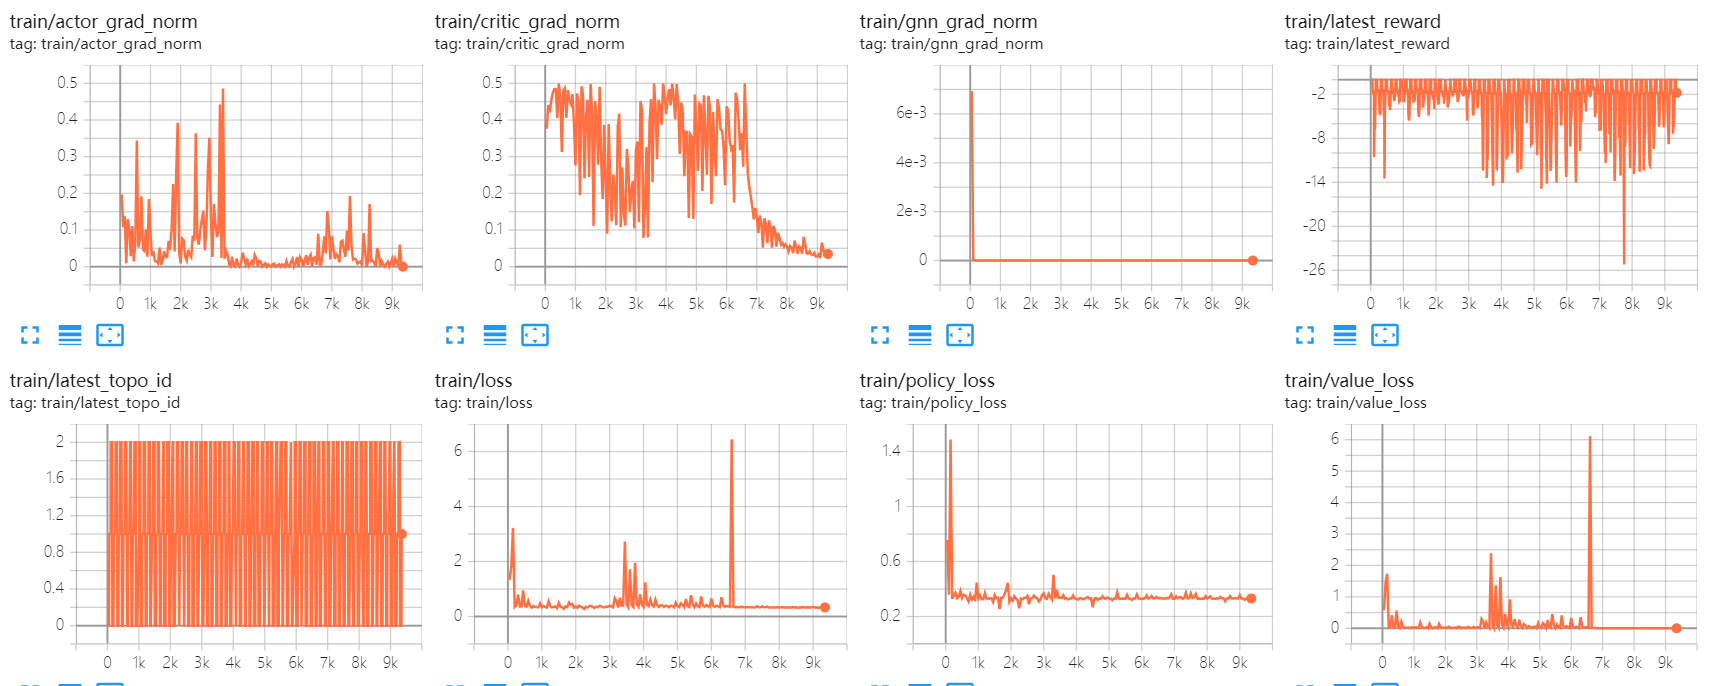 train/actor_grad_norm
tag: train/actor_grad_norm
0.5
0.4
0.3
0.2
0.1
0
0 1k 2k 3k 4k 5k 6k 7k 8k 9k
train/critic_grad_norm
tag: train/critic_grad_norm
0.5
0.4
0.3
0.2
0.1
0
0 1k 2k 3k 4k 5k 6k 7k 8k 9k
train/gnn_grad_norm
tag: train/gnn_grad_norm
6e-3
4e-3
2e-3
0
0 1k 2k 3k 4k 5k 6k 7k 8k 9k
train/latest_reward
tag: train/latest_reward
-2
-8
-14
-20
-26
0 1k 2k 3k 4k 5k 6k 7k 8k 9k
train/latest_topo_id
tag: train/latest_topo_id
2
1.6
1.2
0.8
0.4
0
0 1k 2k 3k 4k 5k 6k 7k 8k 9k
train/loss
tag: train/loss
6
4
2
0
0 1k 2k 3k 4k 5k 6k 7k 8k 9k
train/policy_loss
tag: train/policy_loss
1.4
1
0.6
0.2
0 1k 2k 3k 4k 5k 6k 7k 8k 9k
train/value_loss
tag: train/value_loss
6
5
4
3
2
1
0
0 1k 2k 3k 4k 5k 6k 7k 8k 9k